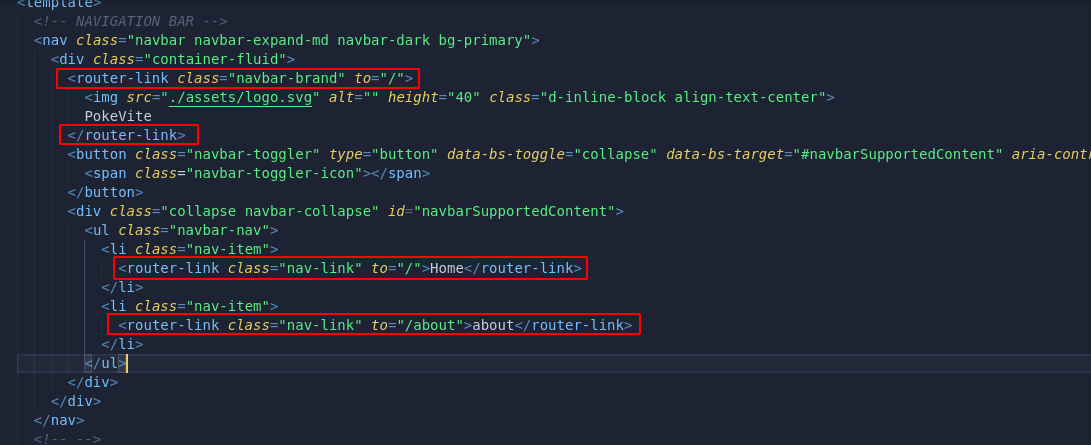 <template>
<!-- NAVIGATION BAR -->
<nav class="navbar navbar-expand-md navbar-dark bg-primary">
<div class="container-fluid">
<router-link class="navbar-brand" to="/">
<img src="./assets/logo.svg" alt="" height="40" class="d-inline-block align-text-center">
PokeVite
</router-link>
<button class="navbar-toggler" type="button" data-bs-toggle="collapse" data-bs-target="#navbarSupportedContent" aria-contr
<span class="navbar-toggler-icon"></span>
</button>
<div class="collapse navbar-collapse" id="navbarSupportedContent">
<ul class="navbar-nav">
<li class="nav-item">
<router-link class="nav-link" to="/">Home</router-link>
</li>
<li class="nav-item">
<router-link class="nav-link" to="/about">about</router-link>
</li>
</ul>
</div>
</div>
</nav>
<!-- -->